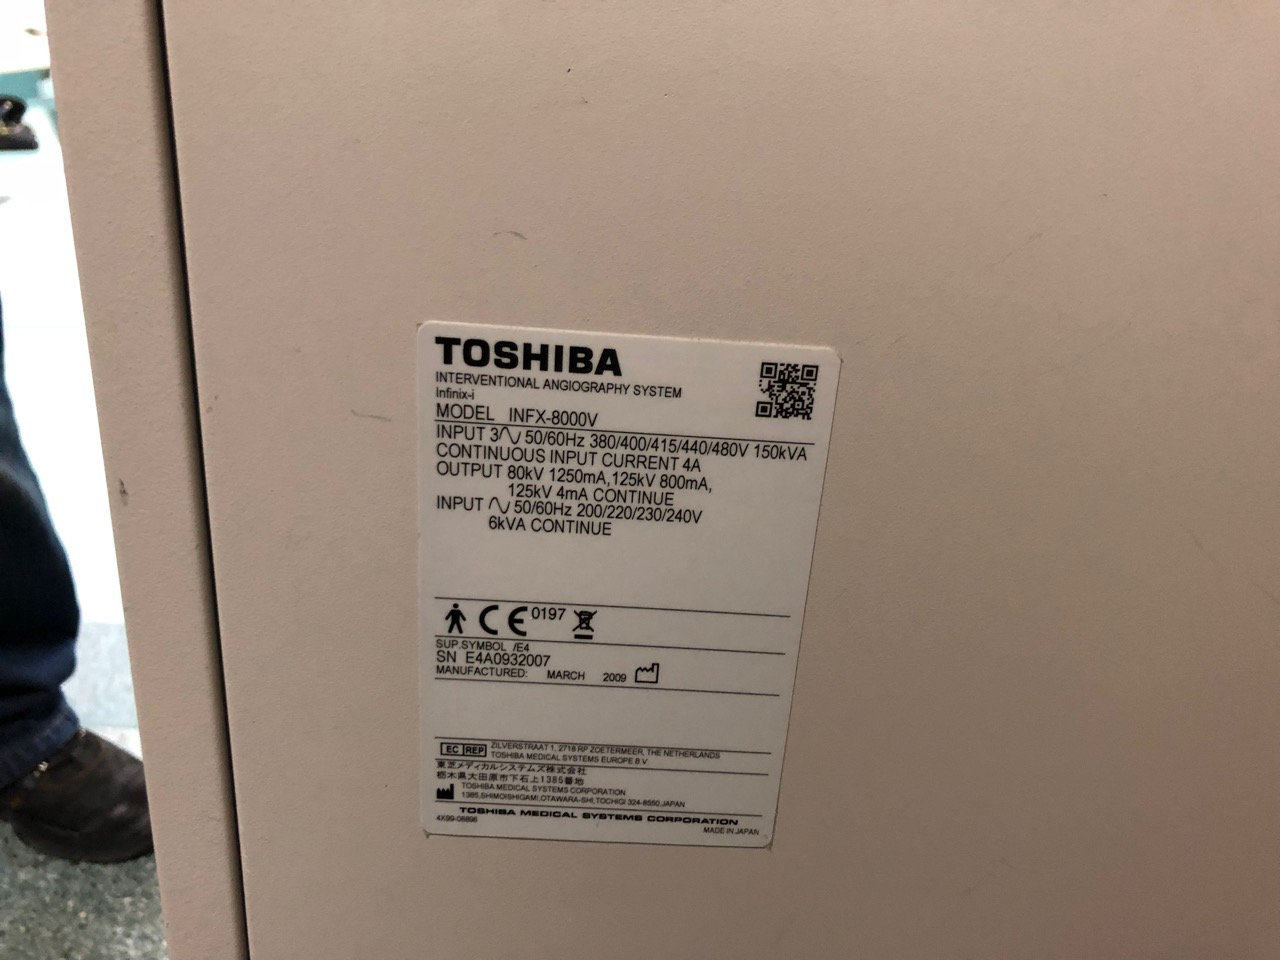 TOSHIBA
INTERVENTIONAL ANGIOGRAPHY SYSTEM
Infinix-i
MODEL INFX-8000V
INPUT 3∿ 50/60Hz 380/400/415/440/480V 150kVA
CONTINUOUS INPUT CURRENT 4A
OUTPUT 80kV 1250mA,125kV 800mA,
125kV 4mA CONTINUE
INPUT ∿ 50/60Hz 200/220/230/240V
6kVA CONTINUE
CE 0197
SUP.SYMBOL /E4
SN E4A0932007
MANUFACTURED: MARCH 2009
EC REP ZILVERSTRAAT 1, 2718 RP ZOETERMEER, THE NETHERLANDS
TOSHIBA MEDICAL SYSTEMS EUROPE B.V
東芝メディカルシステムズ株式会社
栃木県大田原市下石上1385番地
TOSHIBA MEDICAL SYSTEMS CORPORATION
1385, SHIMOISHIGAMI, OTAWARA-SHI, TOCHIGI 324-8550, JAPAN
TOSHIBA MEDICAL SYSTEMS CORPORATION
4X99-08896
MADE IN JAPAN